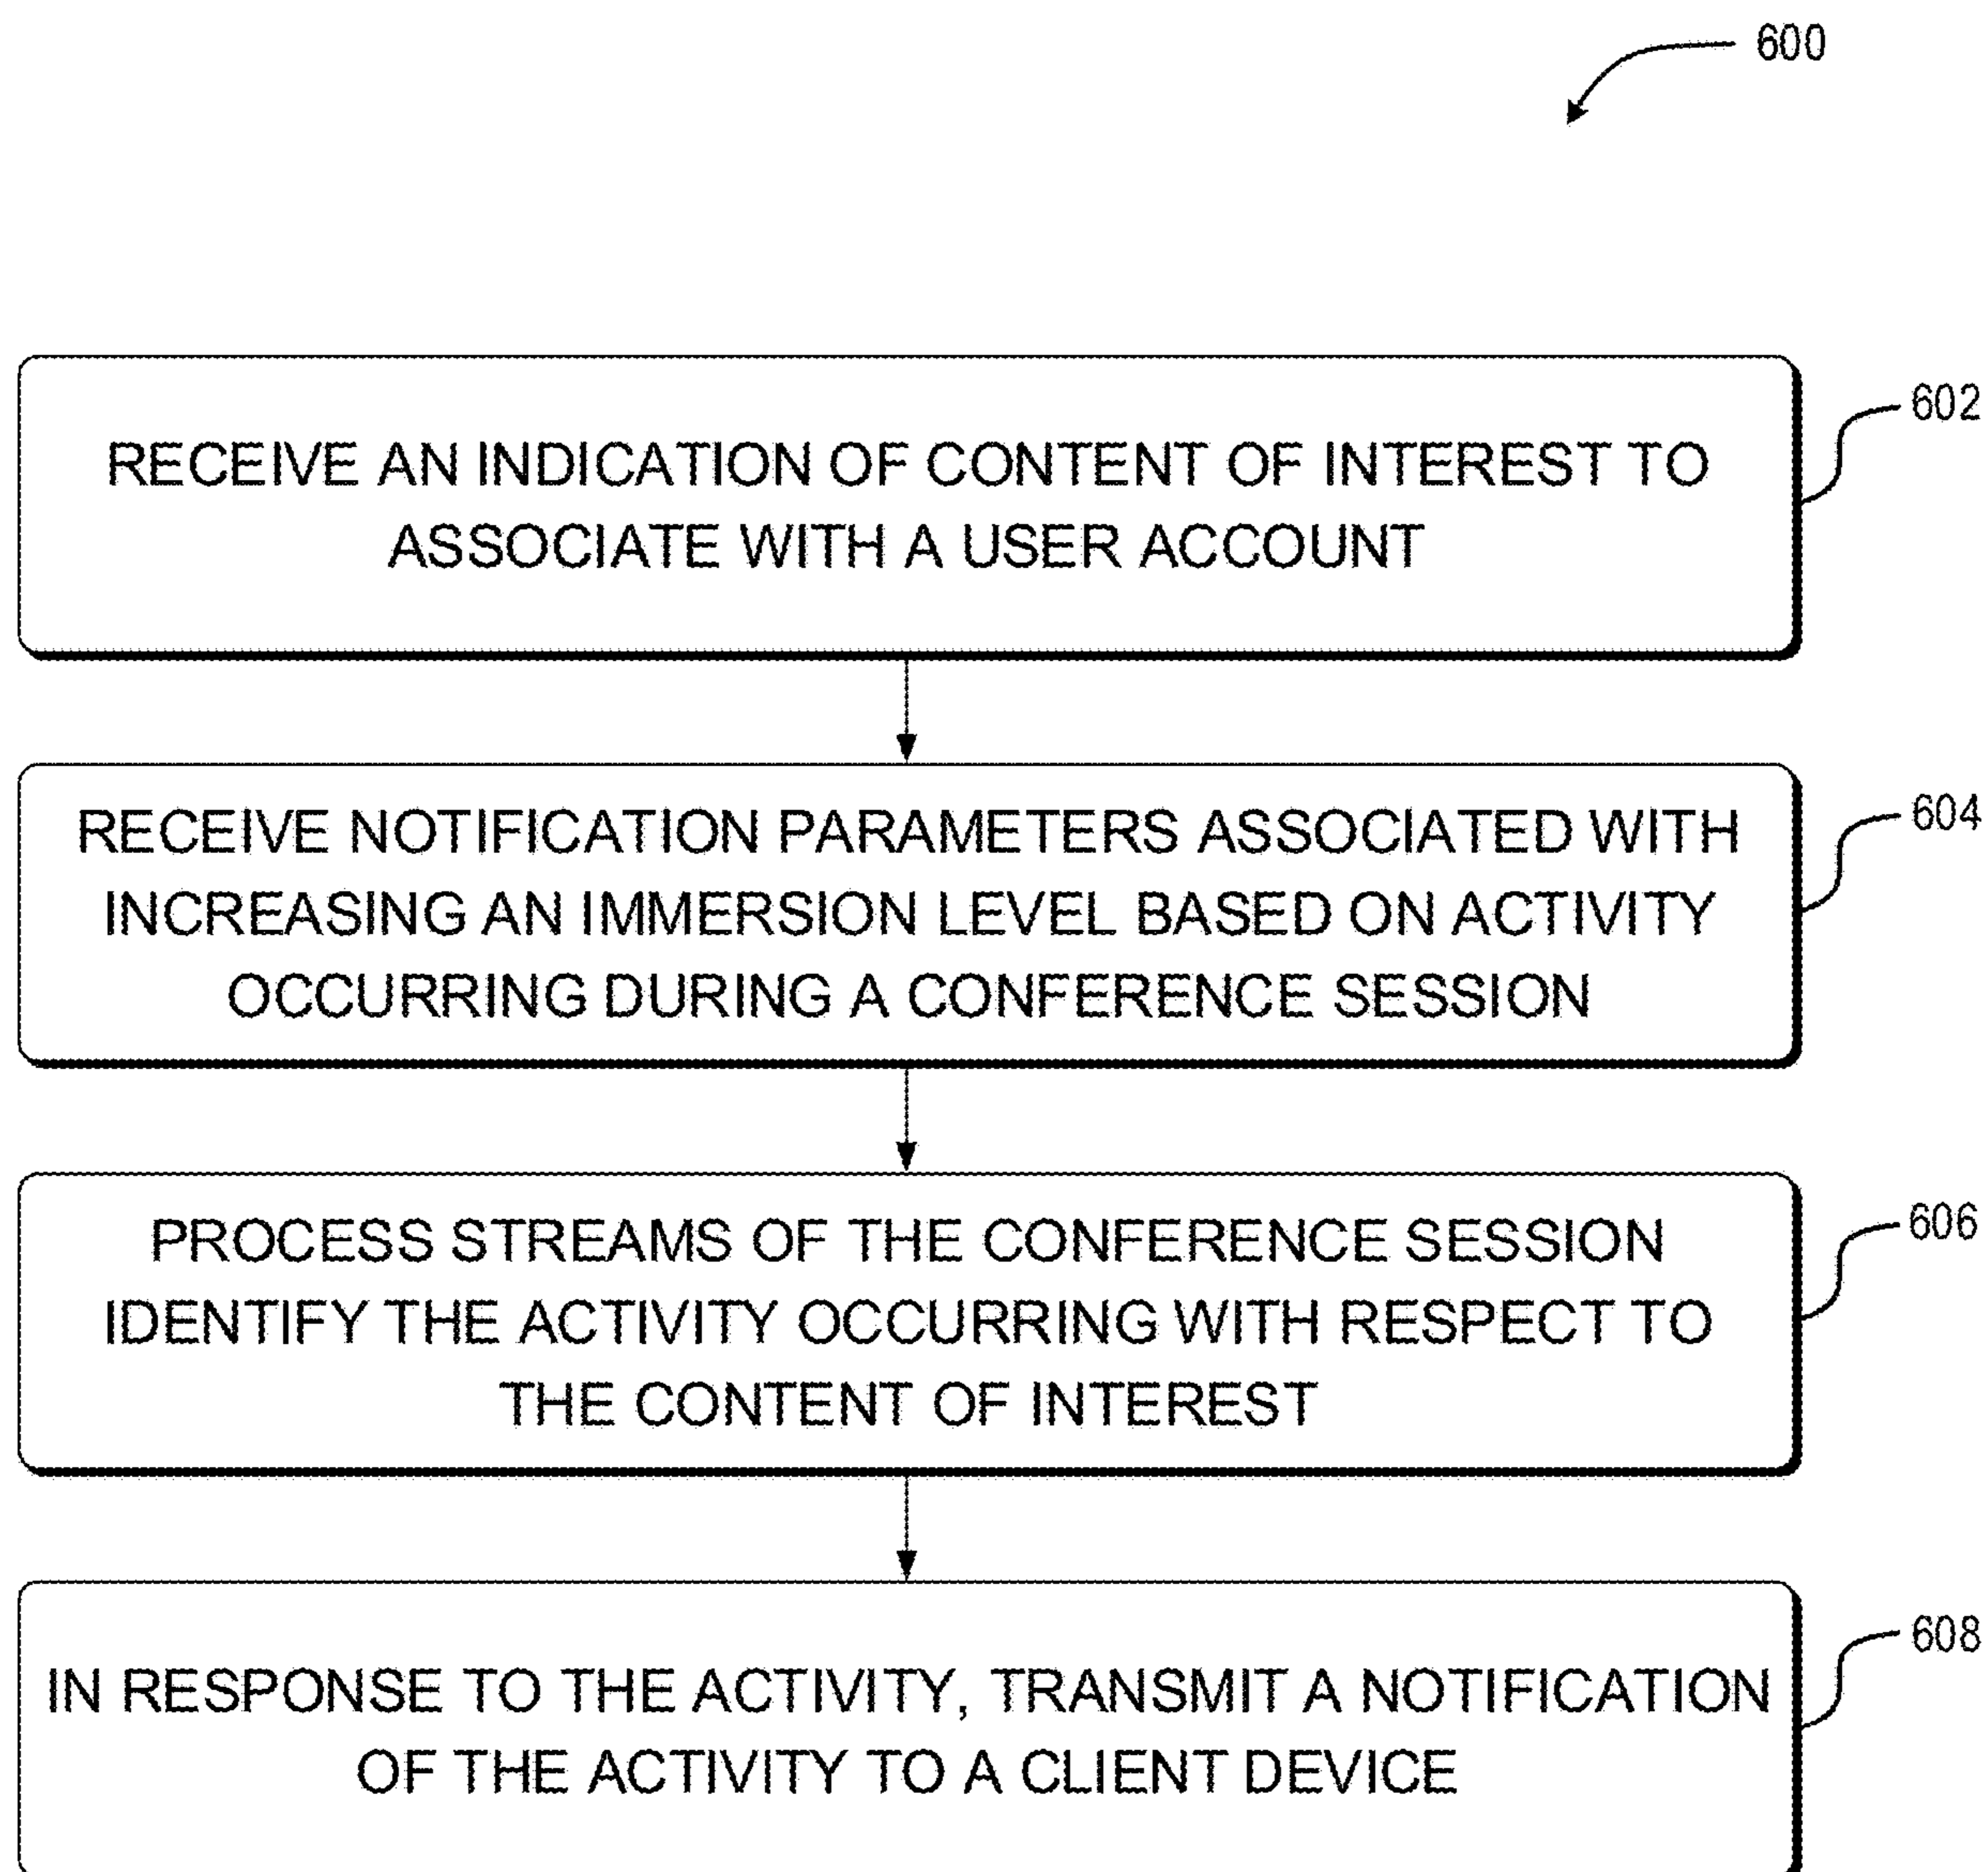 600
602
RECEIVE AN INDICATION OF CONTENT OF INTEREST TO
ASSOCIATE WITH A USER ACCOUNT
604
RECEIVE NOTIFICATION PARAMETERS ASSOCIATED WITH
INCREASING AN IMMERSION LEVEL BASED ON ACTIVITY
OCCURRING DURING A CONFERENCE SESSION
606
PROCESS STREAMS OF THE CONFERENCE SESSION
IDENTIFY THE ACTIVITY OCCURRING WITH RESPECT TO
THE CONTENT OF INTEREST
608
IN RESPONSE TO THE ACTIVITY, TRANSMIT A NOTIFICATION
OF THE ACTIVITY TO A CLIENT DEVICE